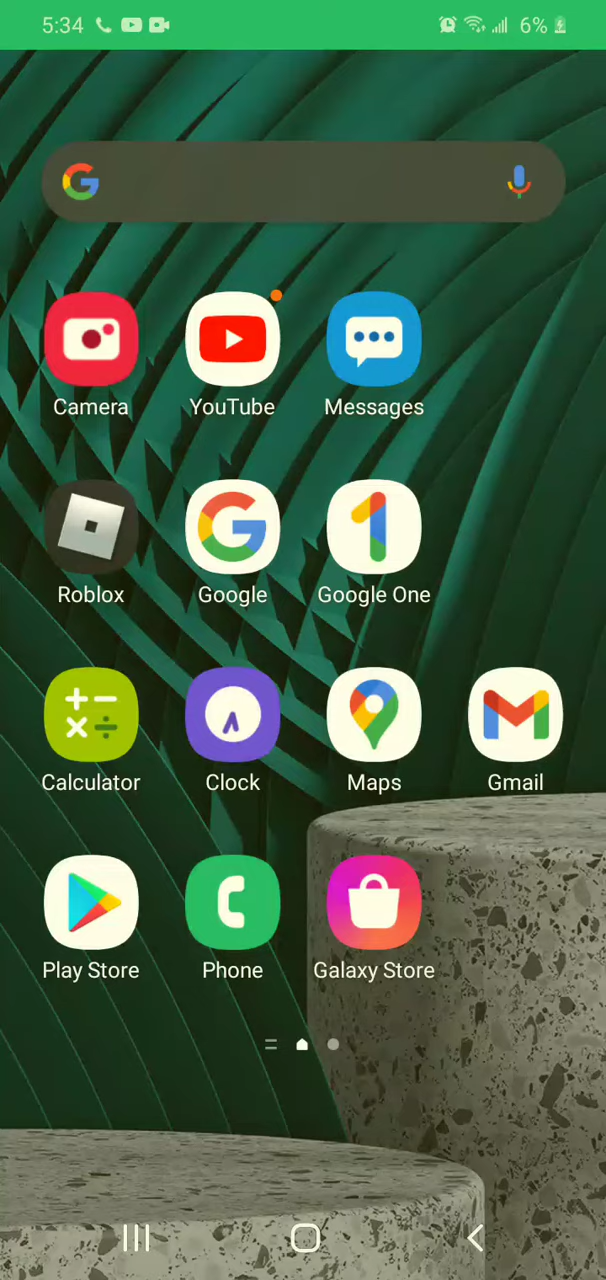 5:34 6%
Camera YouTube Messages
Roblox Google Google One
Calculator Clock Maps Gmail
Play Store Phone Galaxy Store